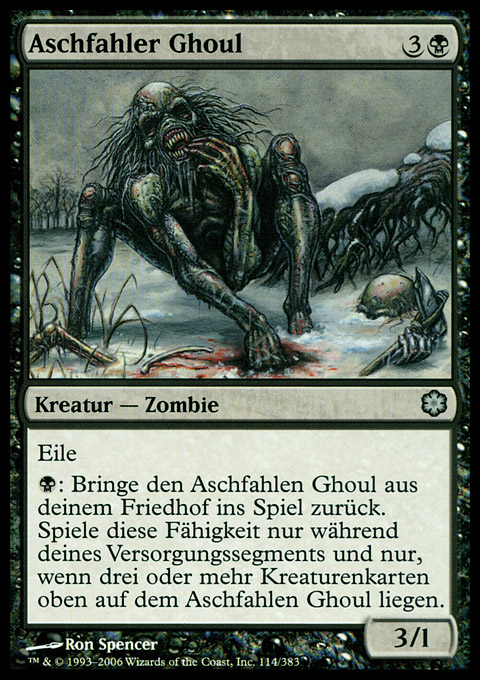 Aschfahler Ghoul 3
Kreatur — Zombie
Eile
: Bringe den Aschfahlen Ghoul aus
deinem Friedhof ins Spiel zurück.
Spiele diese Fähigkeit nur während
deines Versorgungssegments und nur,
wenn drei oder mehr Kreaturenkarten
oben auf dem Aschfahlen Ghoul liegen.
Ron Spencer
3/1
™ & © 1993–2006 Wizards of the Coast, Inc. 114/383